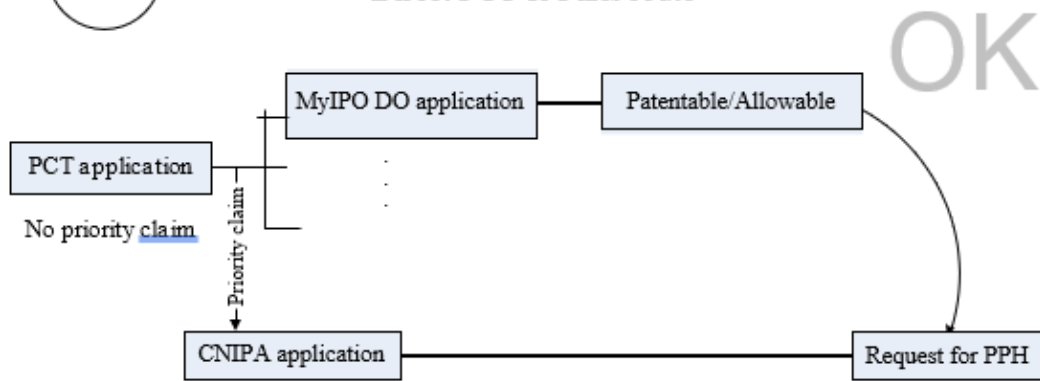 OK
MyIPO DO application
Patentable/Allowable
PCT application
No priority claim
Priority claim
CNIPA application
Request for PPH